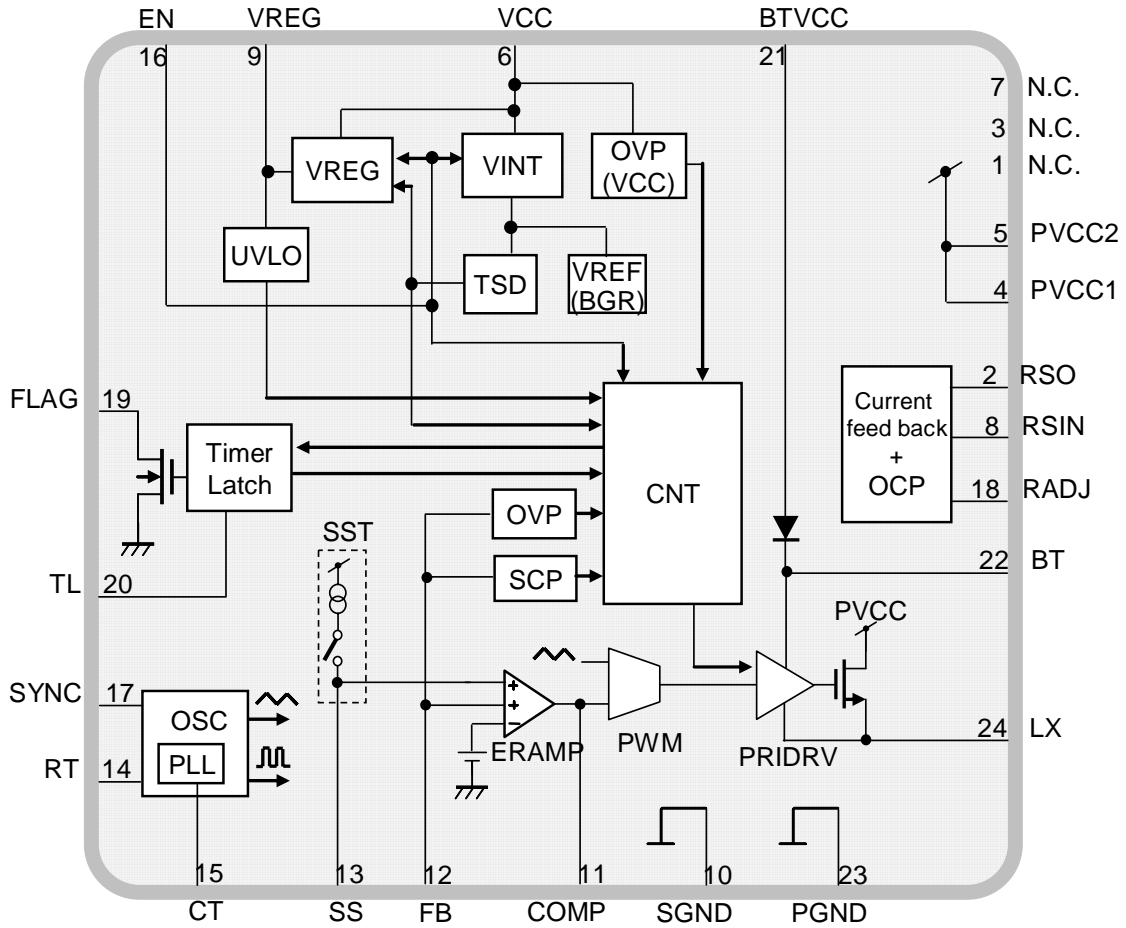 EN
VREG
VCC
BTVCC
16
9
6
21
7 N.C.
3 N.C.
1 N.C.
VREG
VINT
OVP
(VCC)
5 PVCC2
UVLO
TSD
VREF
(BGR)
4 PVCC1
2 RSO
FLAG 19
Current
feed back
+
OCP
8 RSIN
Timer
Latch
18 RADJ
CNT
OVP
SST
22 BT
SCP
TL 20
PVCC
SYNC 17
OSC
+
+
−
24 LX
ERAMP
PWM
PRIDRV
RT 14
PLL
15
13
12
11
10
23
CT
SS
FB
COMP
SGND
PGND